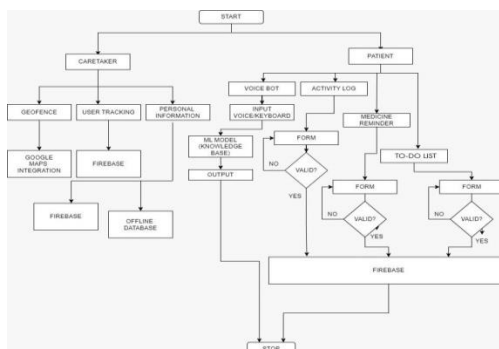 START
CARETAKER
PATIENT
VOICE BOT
ACTIVITY LOG
GEOFENCE
USER TRACKING
PERSONAL
INFORMATION
INPUT
VOICE/KEYBOARD
MEDICINE
REMINDER
FORM
ML MODEL
(KNOWLEDGE
BASE)
GOOGLE
MAPS
INTEGRATION
FIREBASE
TO-DO LIST
VALID?
NO
OUTPUT
YES
FORM
FORM
FIREBASE
OFFLINE
DATABASE
NO
VALID?
YES
NO
VALID?
YES
FIREBASE
STOP